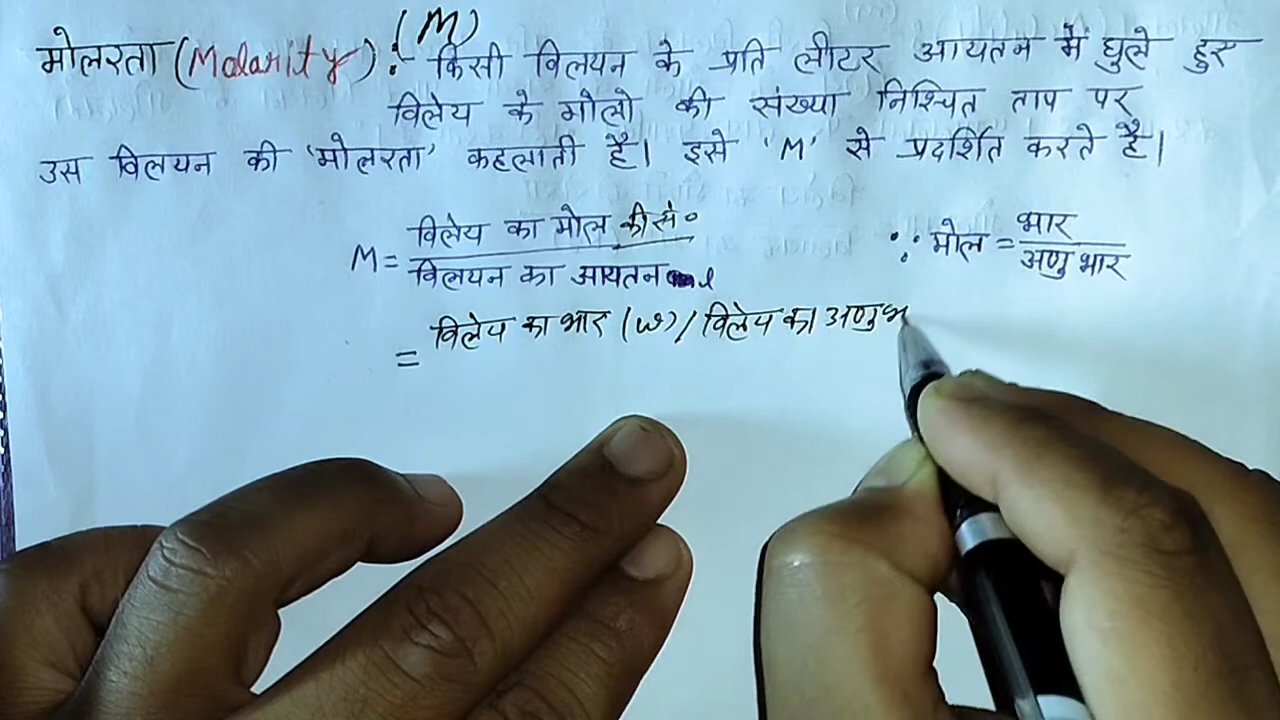 मोलरता (Molarity) (M) :- किसी विलयन के प्रति लीटर आयतन में घुले हुए
विलेय के मोलो की संख्या निश्चित ताप पर
उस विलयन की 'मोलरता' कहलाती है। इसे 'M' से प्रदर्शित करते है।
M = विलेय का मोल की सं०
विलयन का आयतन
∵ मोल = भार
अणु भार
= विलेय का भार (w) / विलेय का अणुभ